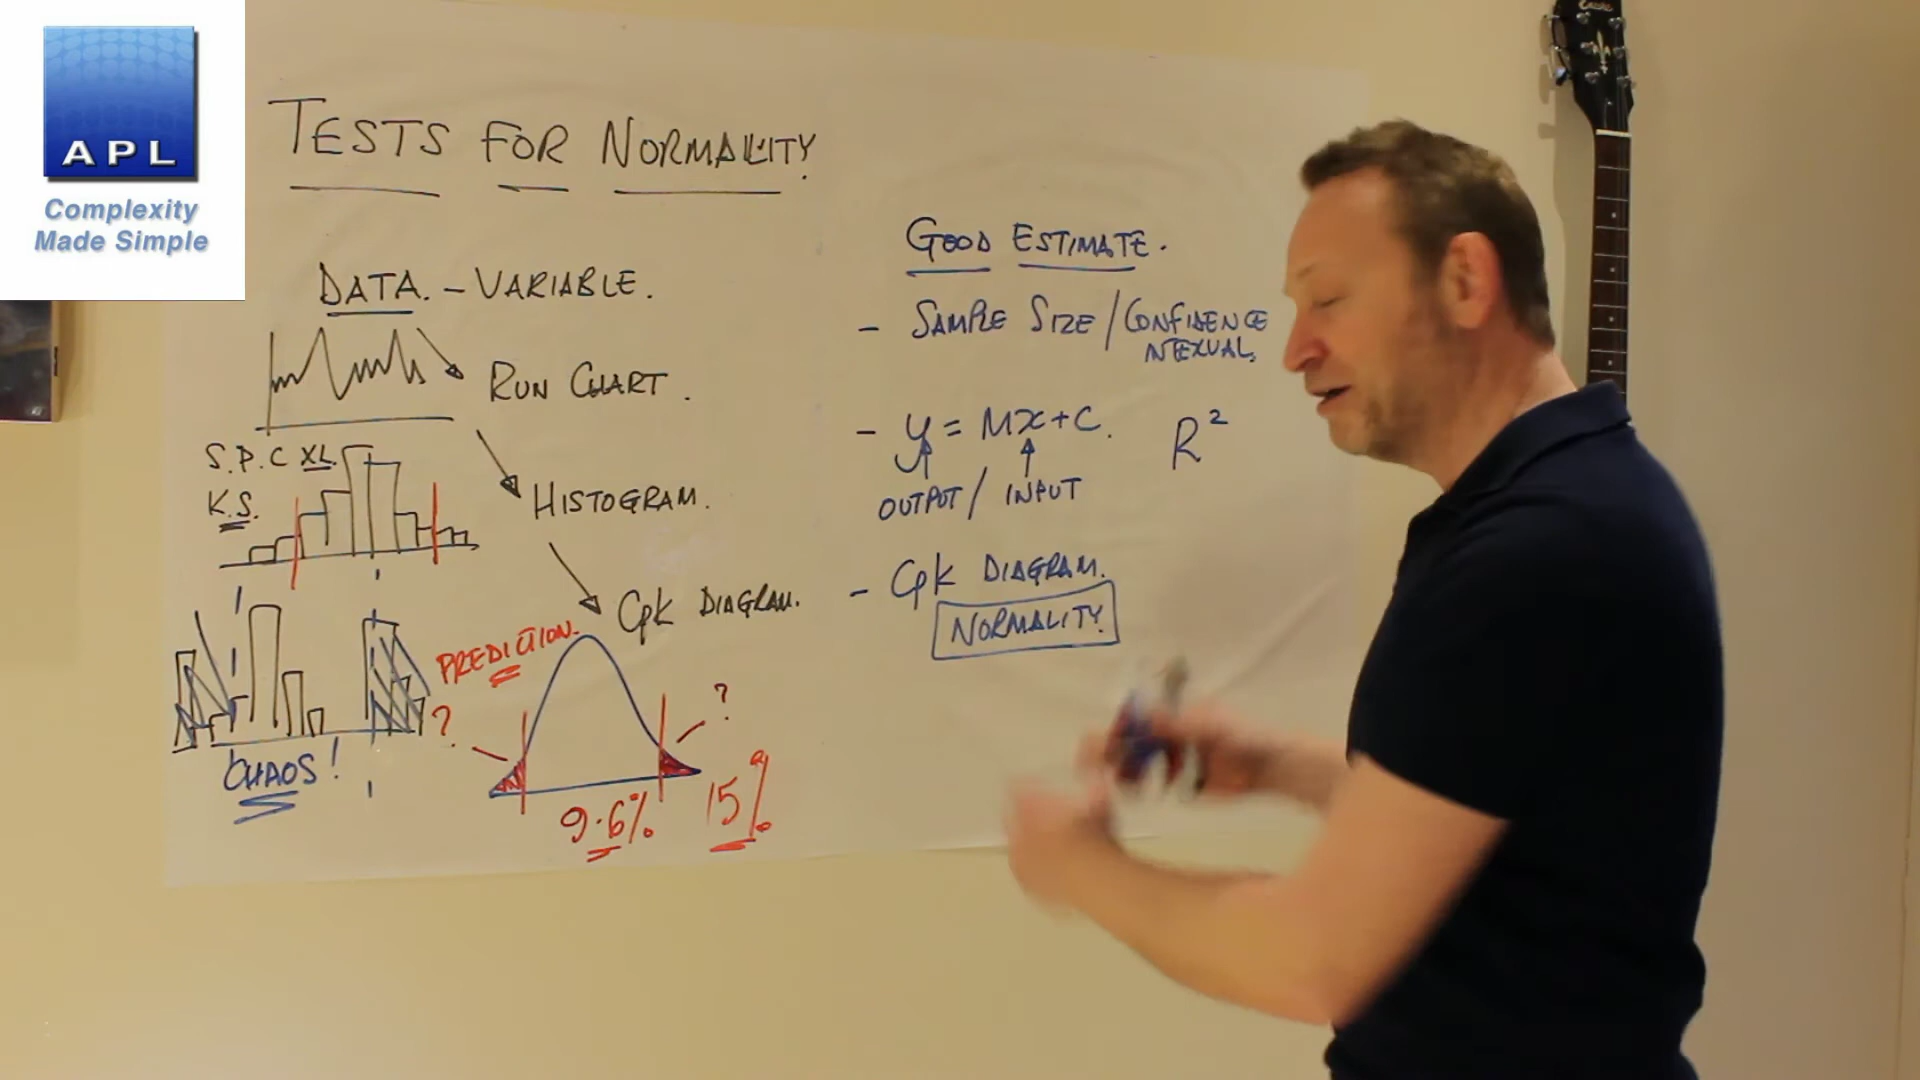 APL
Complexity
Made Simple
TESTS FOR NORMALITY
DATA. - VARIABLE.
RUN CHART.
S.P.C XL.
K.S.
HISTOGRAM.
CpK DIAGRAM.
PREDICTION.
?
?
CHAOS!
9.6%
15%
GOOD ESTIMATE.
- SAMPLE SIZE / CONFIDENCE
- y = Mx + C. R²
OUTPUT / INPUT
- CpK DIAGRAM.
NORMALITY.